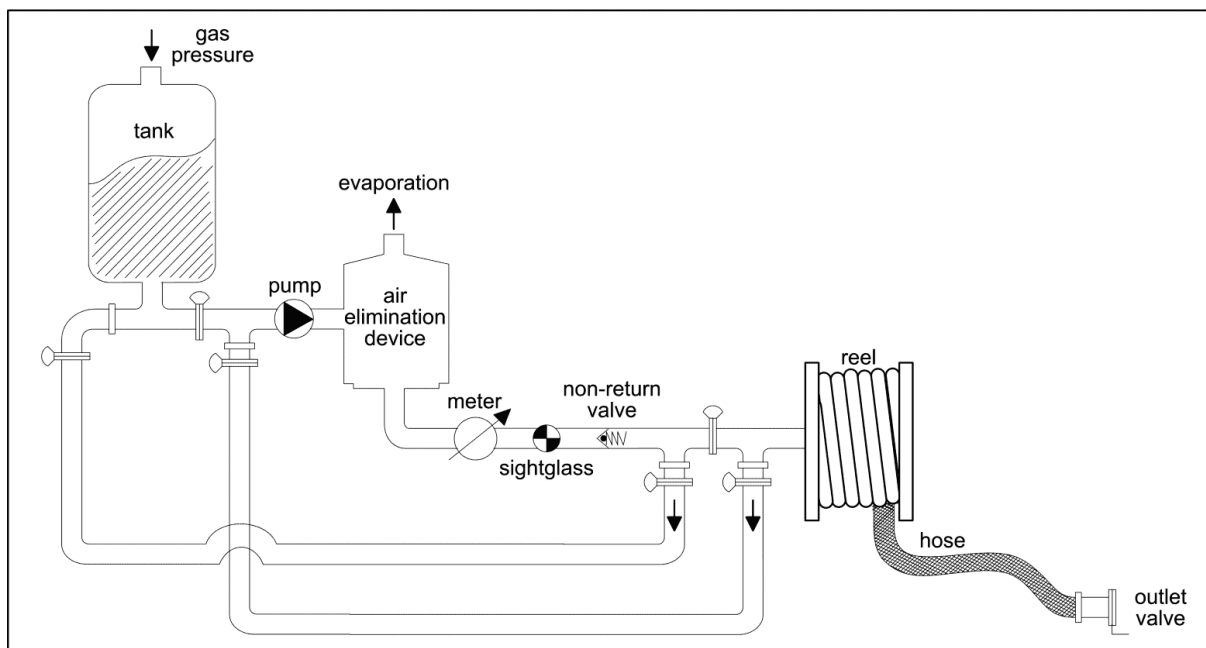 gas
pressure
tank
evaporation
pump
air
elimination
device
reel
meter
non-return
valve
sightglass
hose
outlet
valve